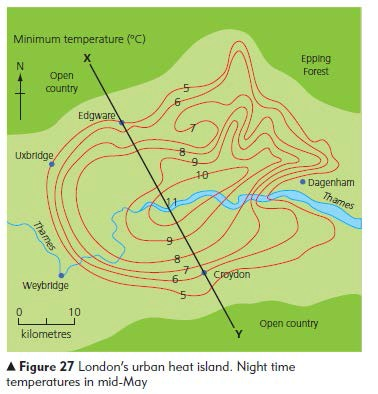 Minimum temperature (°C)
X
N
Open
country
Epping
Forest
5
6
Edgware
7
8
9
Uxbridge
10
Dagenham
Thames
11
Thames
9
8
7
Croydon
6
Weybridge
5
0 10
kilometres
Open country
Y
▲ Figure 27 London's urban heat island. Night time
temperatures in mid-May